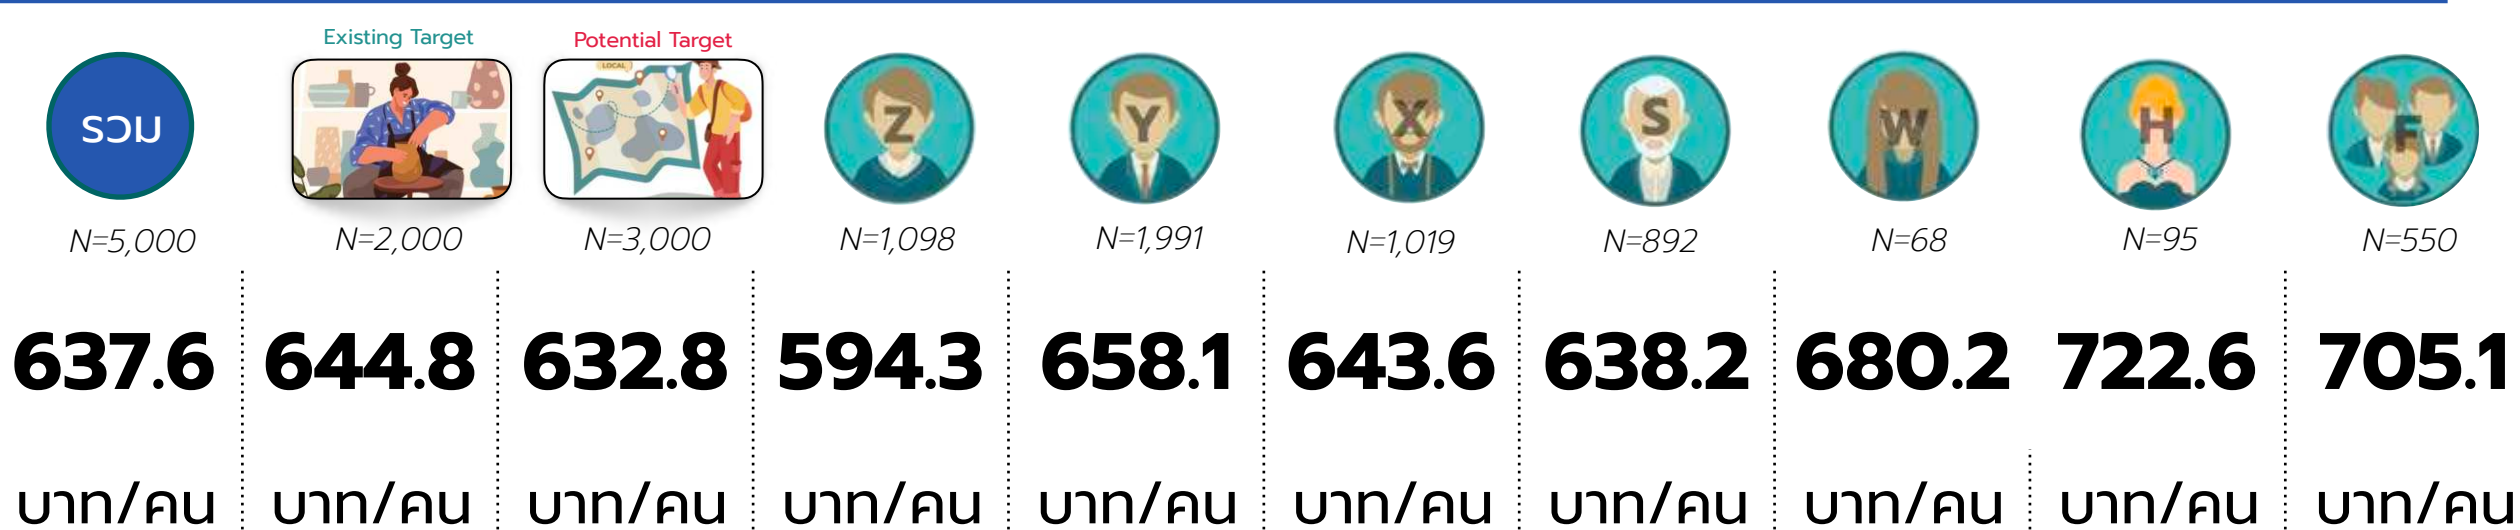 Existing Target
Potential Target
LOCAL
รวม
Z
Y
X
S
W
H
F
N=5,000
N=2,000
N=3,000
N=1,098
N=1,991
N=1,019
N=892
N=68
N=95
N=550
637.6
644.8
632.8
594.3
658.1
643.6
638.2
680.2
722.6
705.1
บาท/คน
บาท/คน
บาท/คน
บาท/คน
บาท/คน
บาท/คน
บาท/คน
บาท/คน
บาท/คน
บาท/คน